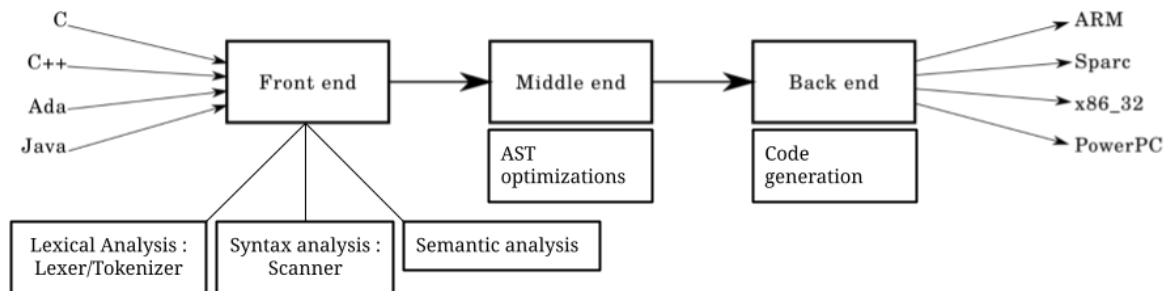 C
C++
Ada
Java
Front end
Middle end
Back end
ARM
Sparc
x86_32
PowerPC
AST
optimizations
Code
generation
Lexical Analysis :
Lexer/Tokenizer
Syntax analysis :
Scanner
Semantic analysis